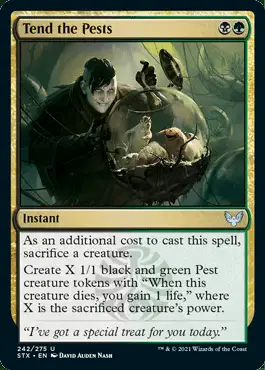 Tend the Pests
Instant
As an additional cost to cast this spell,
sacrifice a creature.
Create X 1/1 black and green Pest
creature tokens with “When this
creature dies, you gain 1 life,” where
X is the sacrificed creature’s power.
“I’ve got a special treat for you today.”
242/275 U
STX • EN DAVID AUDEN NASH
™ & © 2021 Wizards of the Coast